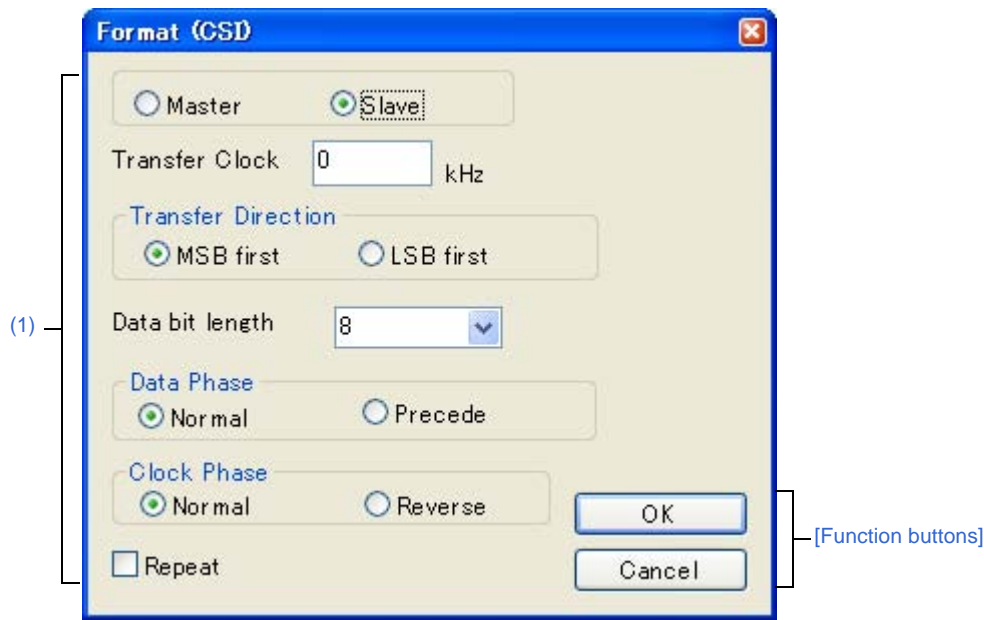 Format (CSI)
Master Slave
Transfer Clock 0 kHz
Transfer Direction
MSB first LSB first
(1)
Data bit length 8
Data Phase
Normal Precede
Clock Phase
Normal Reverse
OK
[Function buttons]
Repeat
Cancel